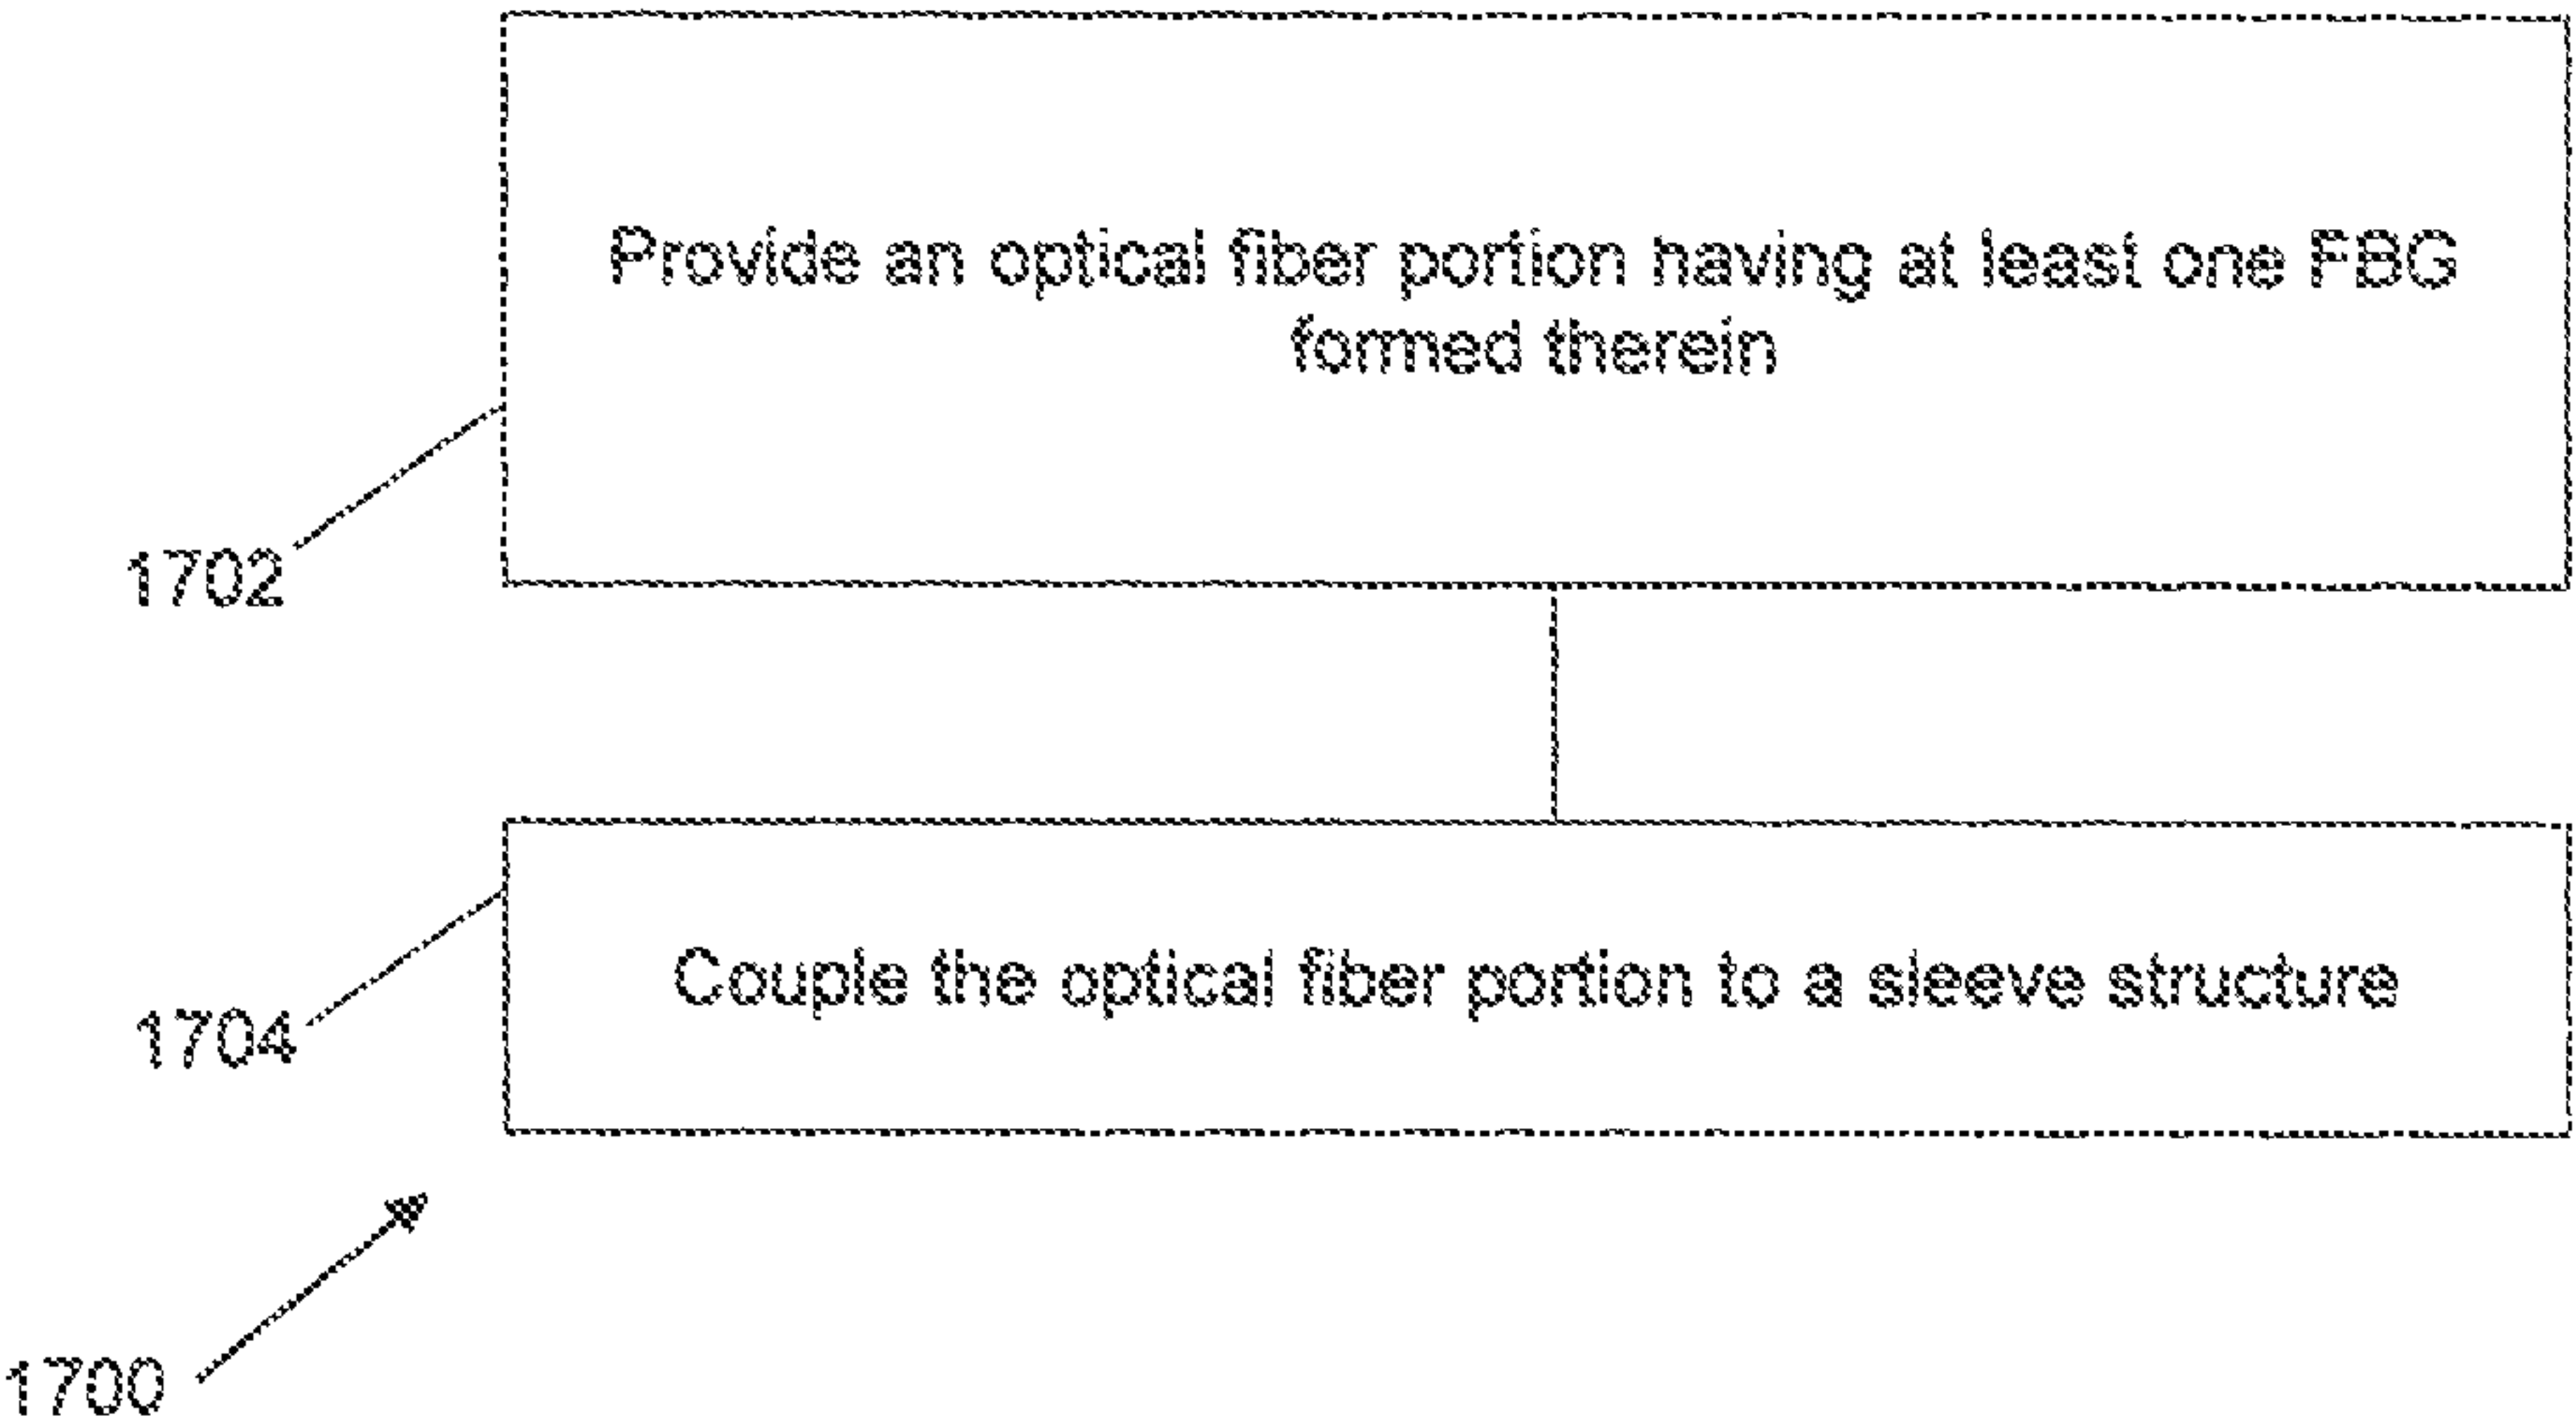 Provide an optical fiber portion having at least one FBG
formed therein
1702
Couple the optical fiber portion to a sleeve structure
1704
1700